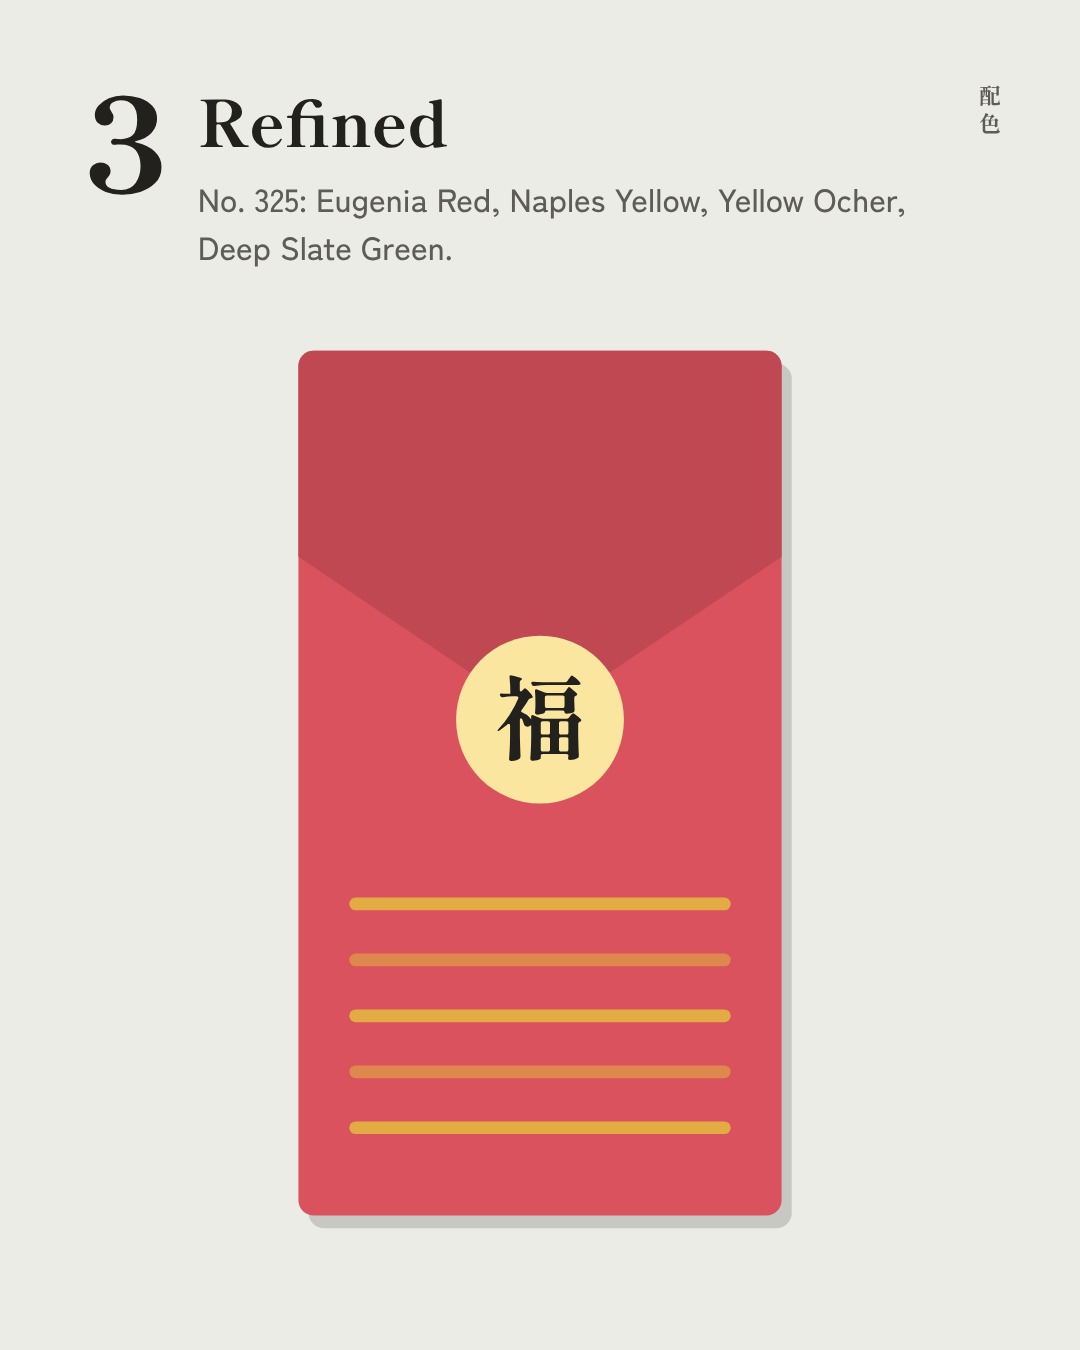 3
Refined
配色
No. 325: Eugenia Red, Naples Yellow, Yellow Ocher,
Deep Slate Green.
福